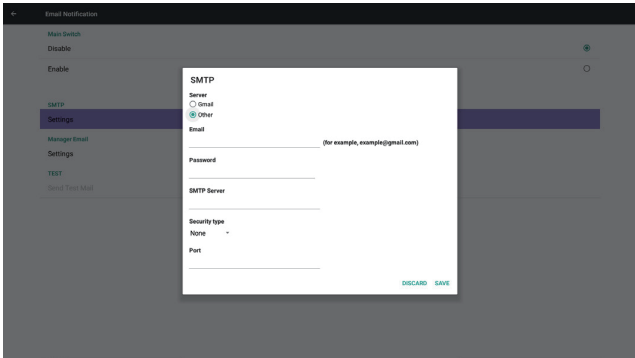 Email Notification
Main Switch
Disable
Enable
SMTP
Settings
Manager Email
Settings
TEST
Send Test Mail
SMTP
Server
Gmail
Other
Email
(for example, example@gmail.com)
Password
SMTP Server
Security type
None
Port
DISCARD SAVE